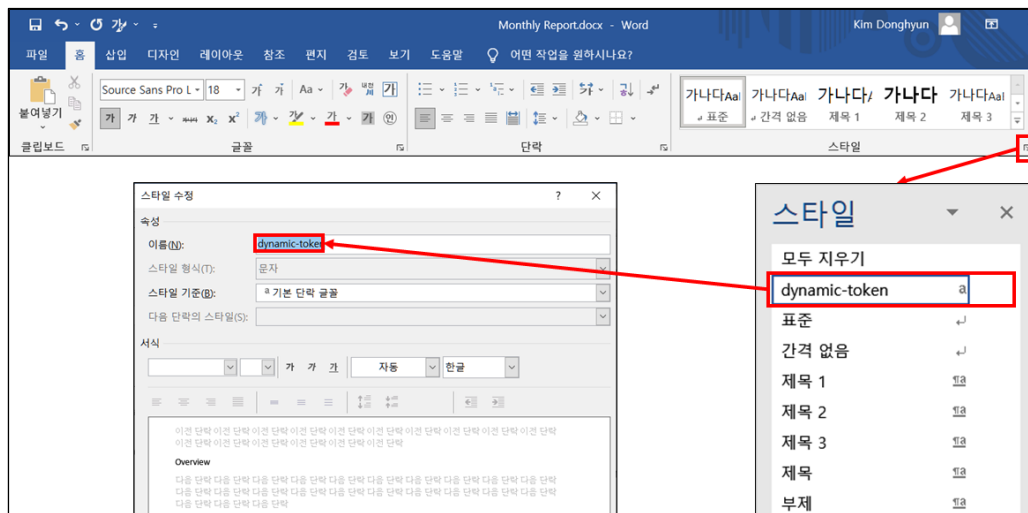 Monthly Report.docx - Word
Kim Donghyun
파일 홈 삽입 디자인 레이아웃 참조 편지 검토 보기 도움말 어떤 작업을 원하시나요?
Source Sans Pro L 18 가 가 Aa 가
붙여넣기
가 가 가 abc X₂ X² 가 가 가 가
가나다AaI 가나다AaI 가나다 가나다 가나다AaI
표준 간격 없음 제목 1 제목 2 제목 3
클립보드 글꼴 단락 스타일
스타일 수정 ?
속성
이름(N): dynamic-token
스타일 형식(T): 문자
스타일 기준(B): a 기본 단락 글꼴
다음 단락의 스타일(S):
서식
가 가 가 자동 한글
이전 단락 이전 단락 이전 단락 이전 단락 이전 단락 이전 단락 이전 단락 이전 단락 이전 단락 이전 단락
이전 단락 이전 단락 이전 단락 이전 단락 이전 단락 이전 단락
Overview
다음 단락 다음 단락 다음 단락 다음 단락 다음 단락 다음 단락 다음 단락 다음 단락 다음 단락 다음 단락
다음 단락 다음 단락 다음 단락 다음 단락 다음 단락 다음 단락 다음 단락 다음 단락 다음 단락 다음 단락
다음 단락 다음 단락 다음 단락
스타일
모두 지우기
dynamic-token a
표준
간격 없음
제목 1 ¶a
제목 2 ¶a
제목 3 ¶a
제목 ¶a
부제 ¶a